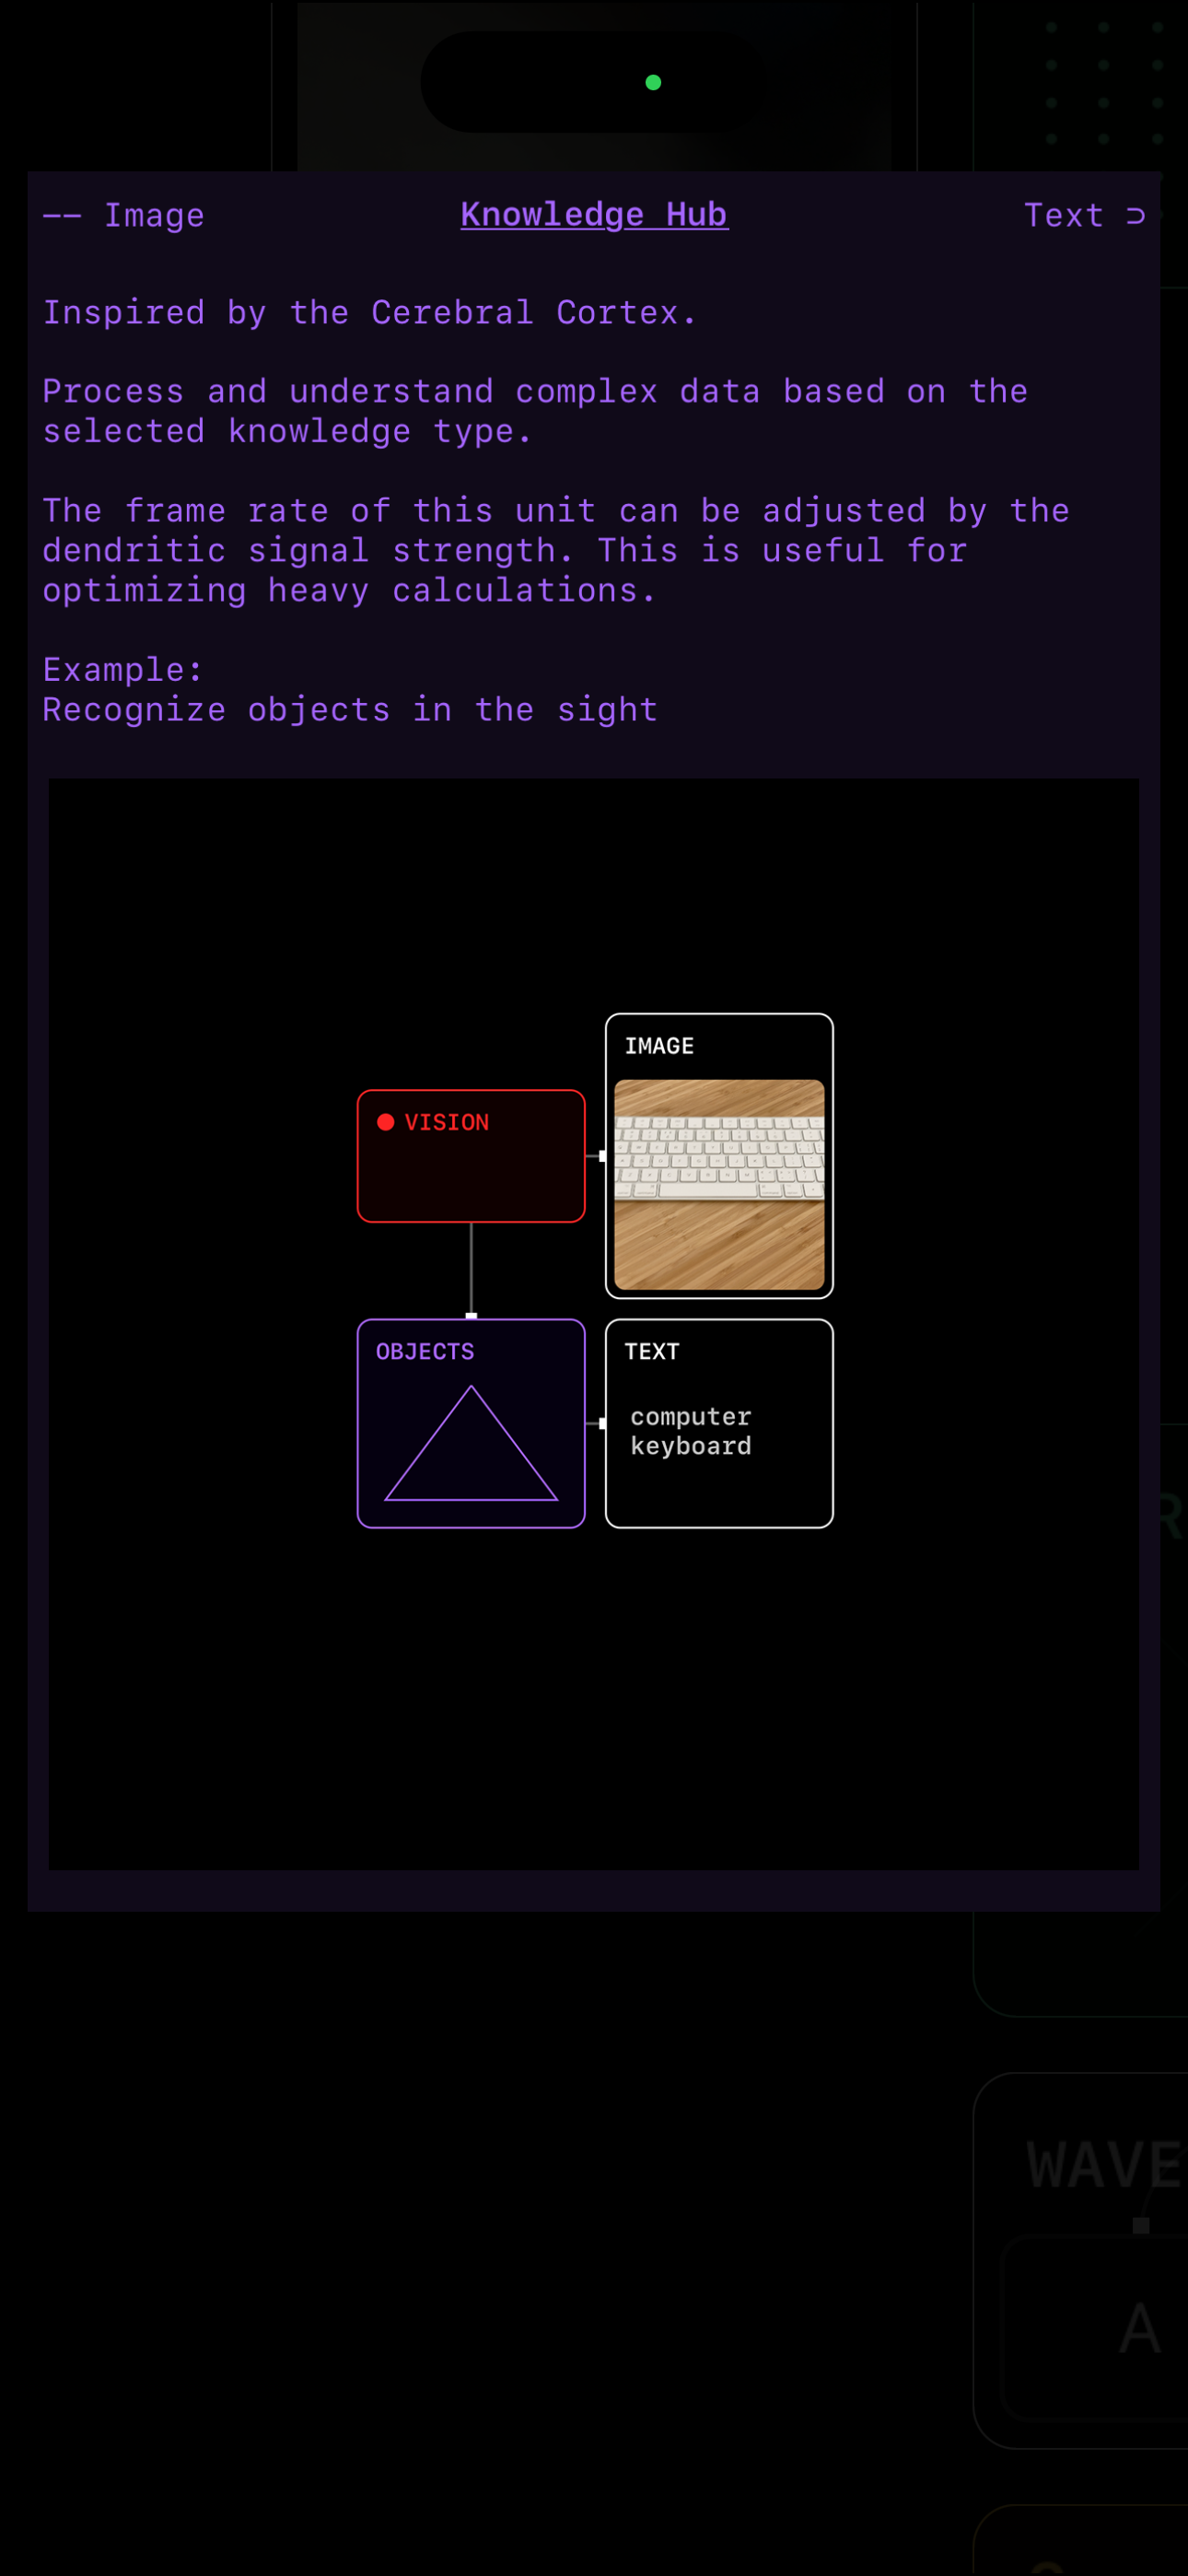 —— Image
Knowledge Hub
Text ⊃
Inspired by the Cerebral Cortex.
Process and understand complex data based on the
selected knowledge type.
The frame rate of this unit can be adjusted by the
dendritic signal strength. This is useful for
optimizing heavy calculations.
Example:
Recognize objects in the sight
IMAGE
VISION
OBJECTS
TEXT
computer
keyboard
R
WAVE
A